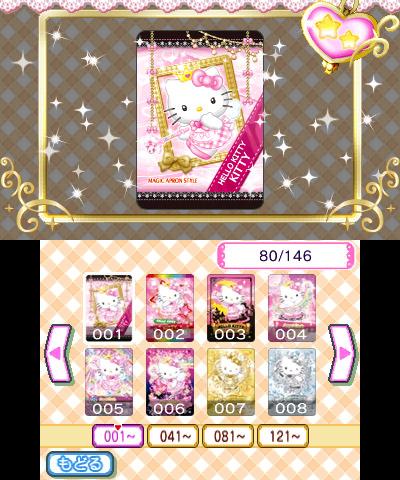 MAGIC APRON STYLE
HELLO KITTY
KITTY
80/146
001 002 003 004
005 006 007 008
001~ 041~ 081~ 121~
もどる